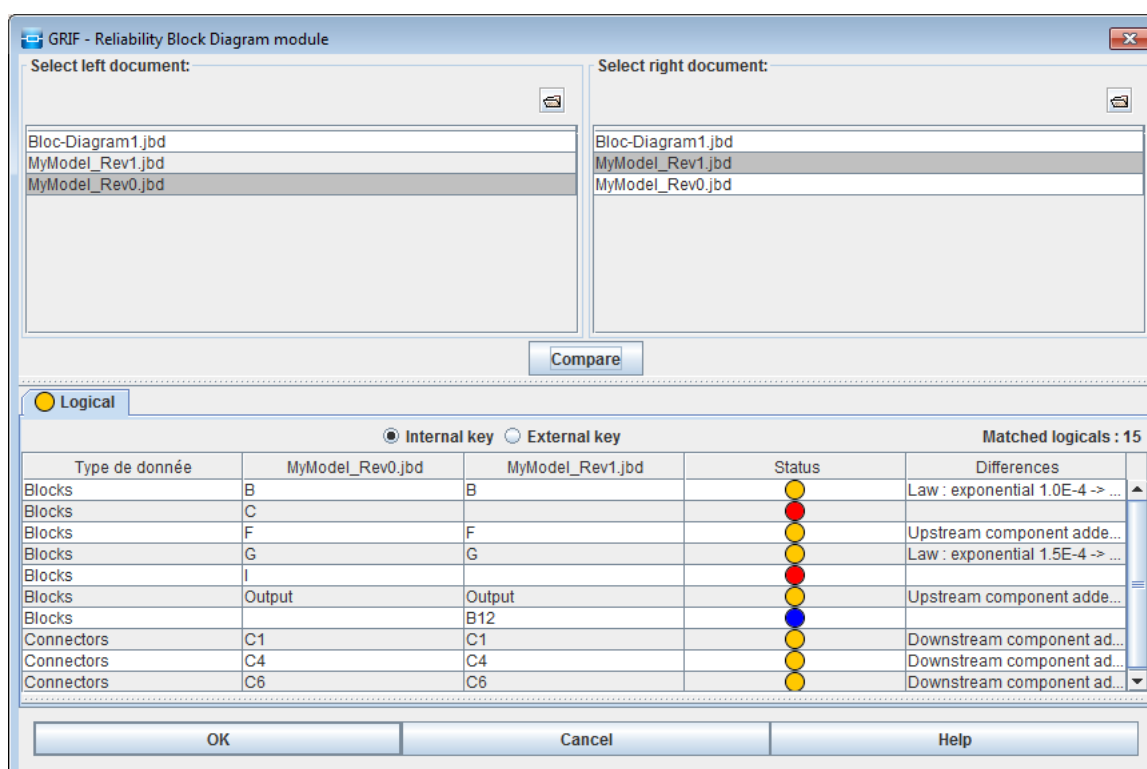 GRIF - Reliability Block Diagram module
Select left document:
Select right document:
Bloc-Diagram1.jbd
MyModel_Rev1.jbd
MyModel_Rev0.jbd
Bloc-Diagram1.jbd
MyModel_Rev1.jbd
MyModel_Rev0.jbd
Compare
Logical
Internal key External key Matched logicals : 15
Type de donnée MyModel_Rev0.jbd MyModel_Rev1.jbd Status Differences
Blocks B B Law : exponential 1.0E-4 -> ...
Blocks C
Blocks F F Upstream component adde...
Blocks G G Law : exponential 1.5E-4 -> ...
Blocks I
Blocks Output Output Upstream component adde...
Blocks B12
Connectors C1 C1 Downstream component ad...
Connectors C4 C4 Downstream component ad...
Connectors C6 C6 Downstream component ad...
OK Cancel Help